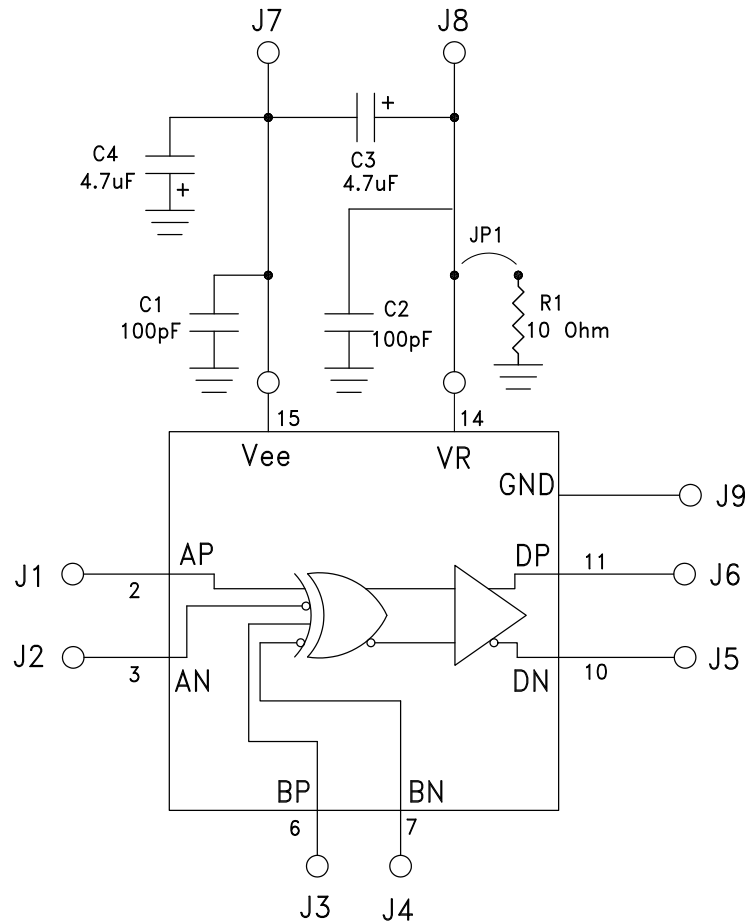 J7
J8
+
C4
4.7uF
+
C3
4.7uF
JP1
C1
100pF
C2
100pF
R1
10 Ohm
15
14
Vee
VR
GND
J9
J1
2
AP
DP
11
J6
J2
3
AN
DN
10
J5
BP
BN
6
7
J3
J4